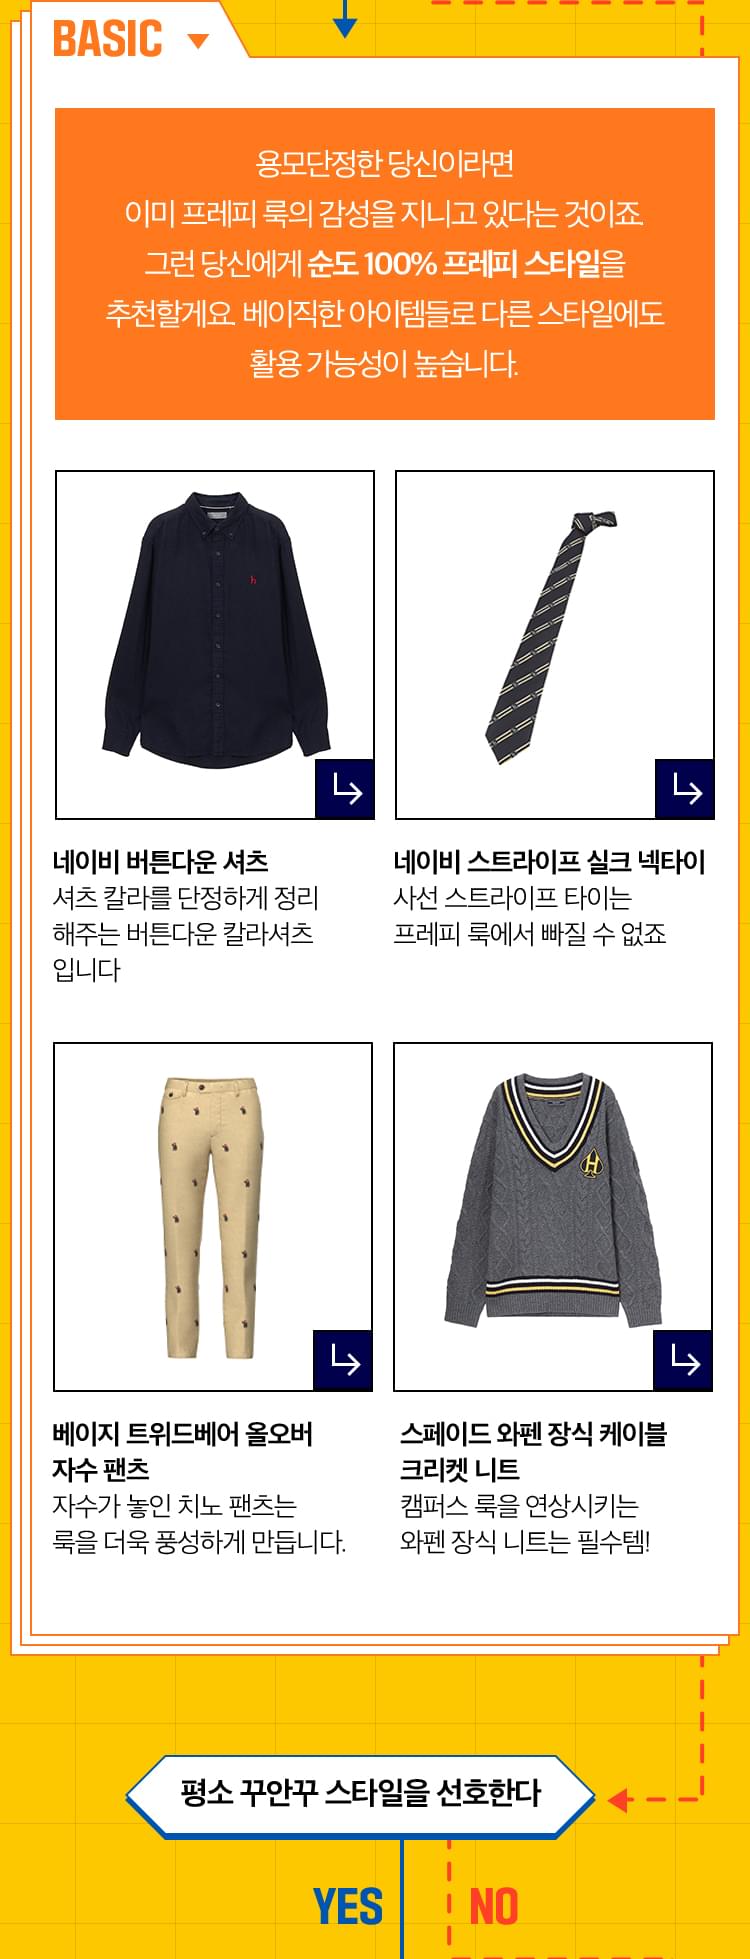 BASIC
용모단정한 당신이라면
이미 프레피 룩의 감성을 지니고 있다는 것이죠.
그런 당신에게 순도 100% 프레피 스타일을
추천할게요. 베이직한 아이템들로 다른 스타일에도
활용 가능성이 높습니다.
h
네이비 버튼다운 셔츠
셔츠 칼라를 단정하게 정리
해주는 버튼다운 칼라셔츠
입니다
네이비 스트라이프 실크 넥타이
사선 스트라이프 타이는
프레피 룩에서 빠질 수 없죠
H
베이지 트위드베어 올오버
자수 팬츠
자수가 놓인 치노 팬츠는
룩을 더욱 풍성하게 만듭니다.
스페이드 와펜 장식 케이블
크리켓 니트
캠퍼스 룩을 연상시키는
와펜 장식 니트는 필수템!
평소 꾸안꾸 스타일을 선호한다
YES
NO